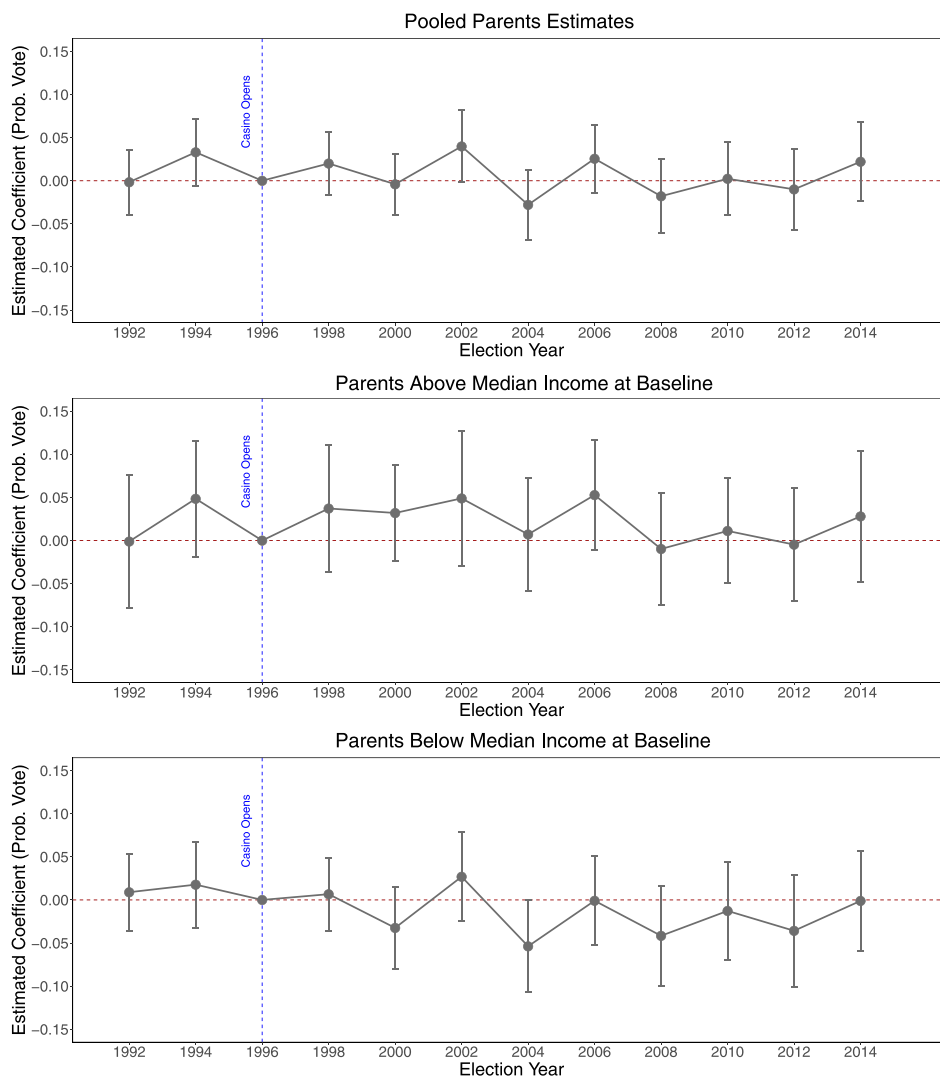 Pooled Parents Estimates
Estimated Coefficient (Prob. Vote)
0.15
0.10
0.05
0.00
−0.05
−0.10
−0.15
Casino Opens
1992 1994 1996 1998 2000 2002 2004 2006 2008 2010 2012 2014
Election Year
Parents Above Median Income at Baseline
Estimated Coefficient (Prob. Vote)
0.15
0.10
0.05
0.00
−0.05
−0.10
−0.15
Casino Opens
1992 1994 1996 1998 2000 2002 2004 2006 2008 2010 2012 2014
Election Year
Parents Below Median Income at Baseline
Estimated Coefficient (Prob. Vote)
0.15
0.10
0.05
0.00
−0.05
−0.10
−0.15
Casino Opens
1992 1994 1996 1998 2000 2002 2004 2006 2008 2010 2012 2014
Election Year